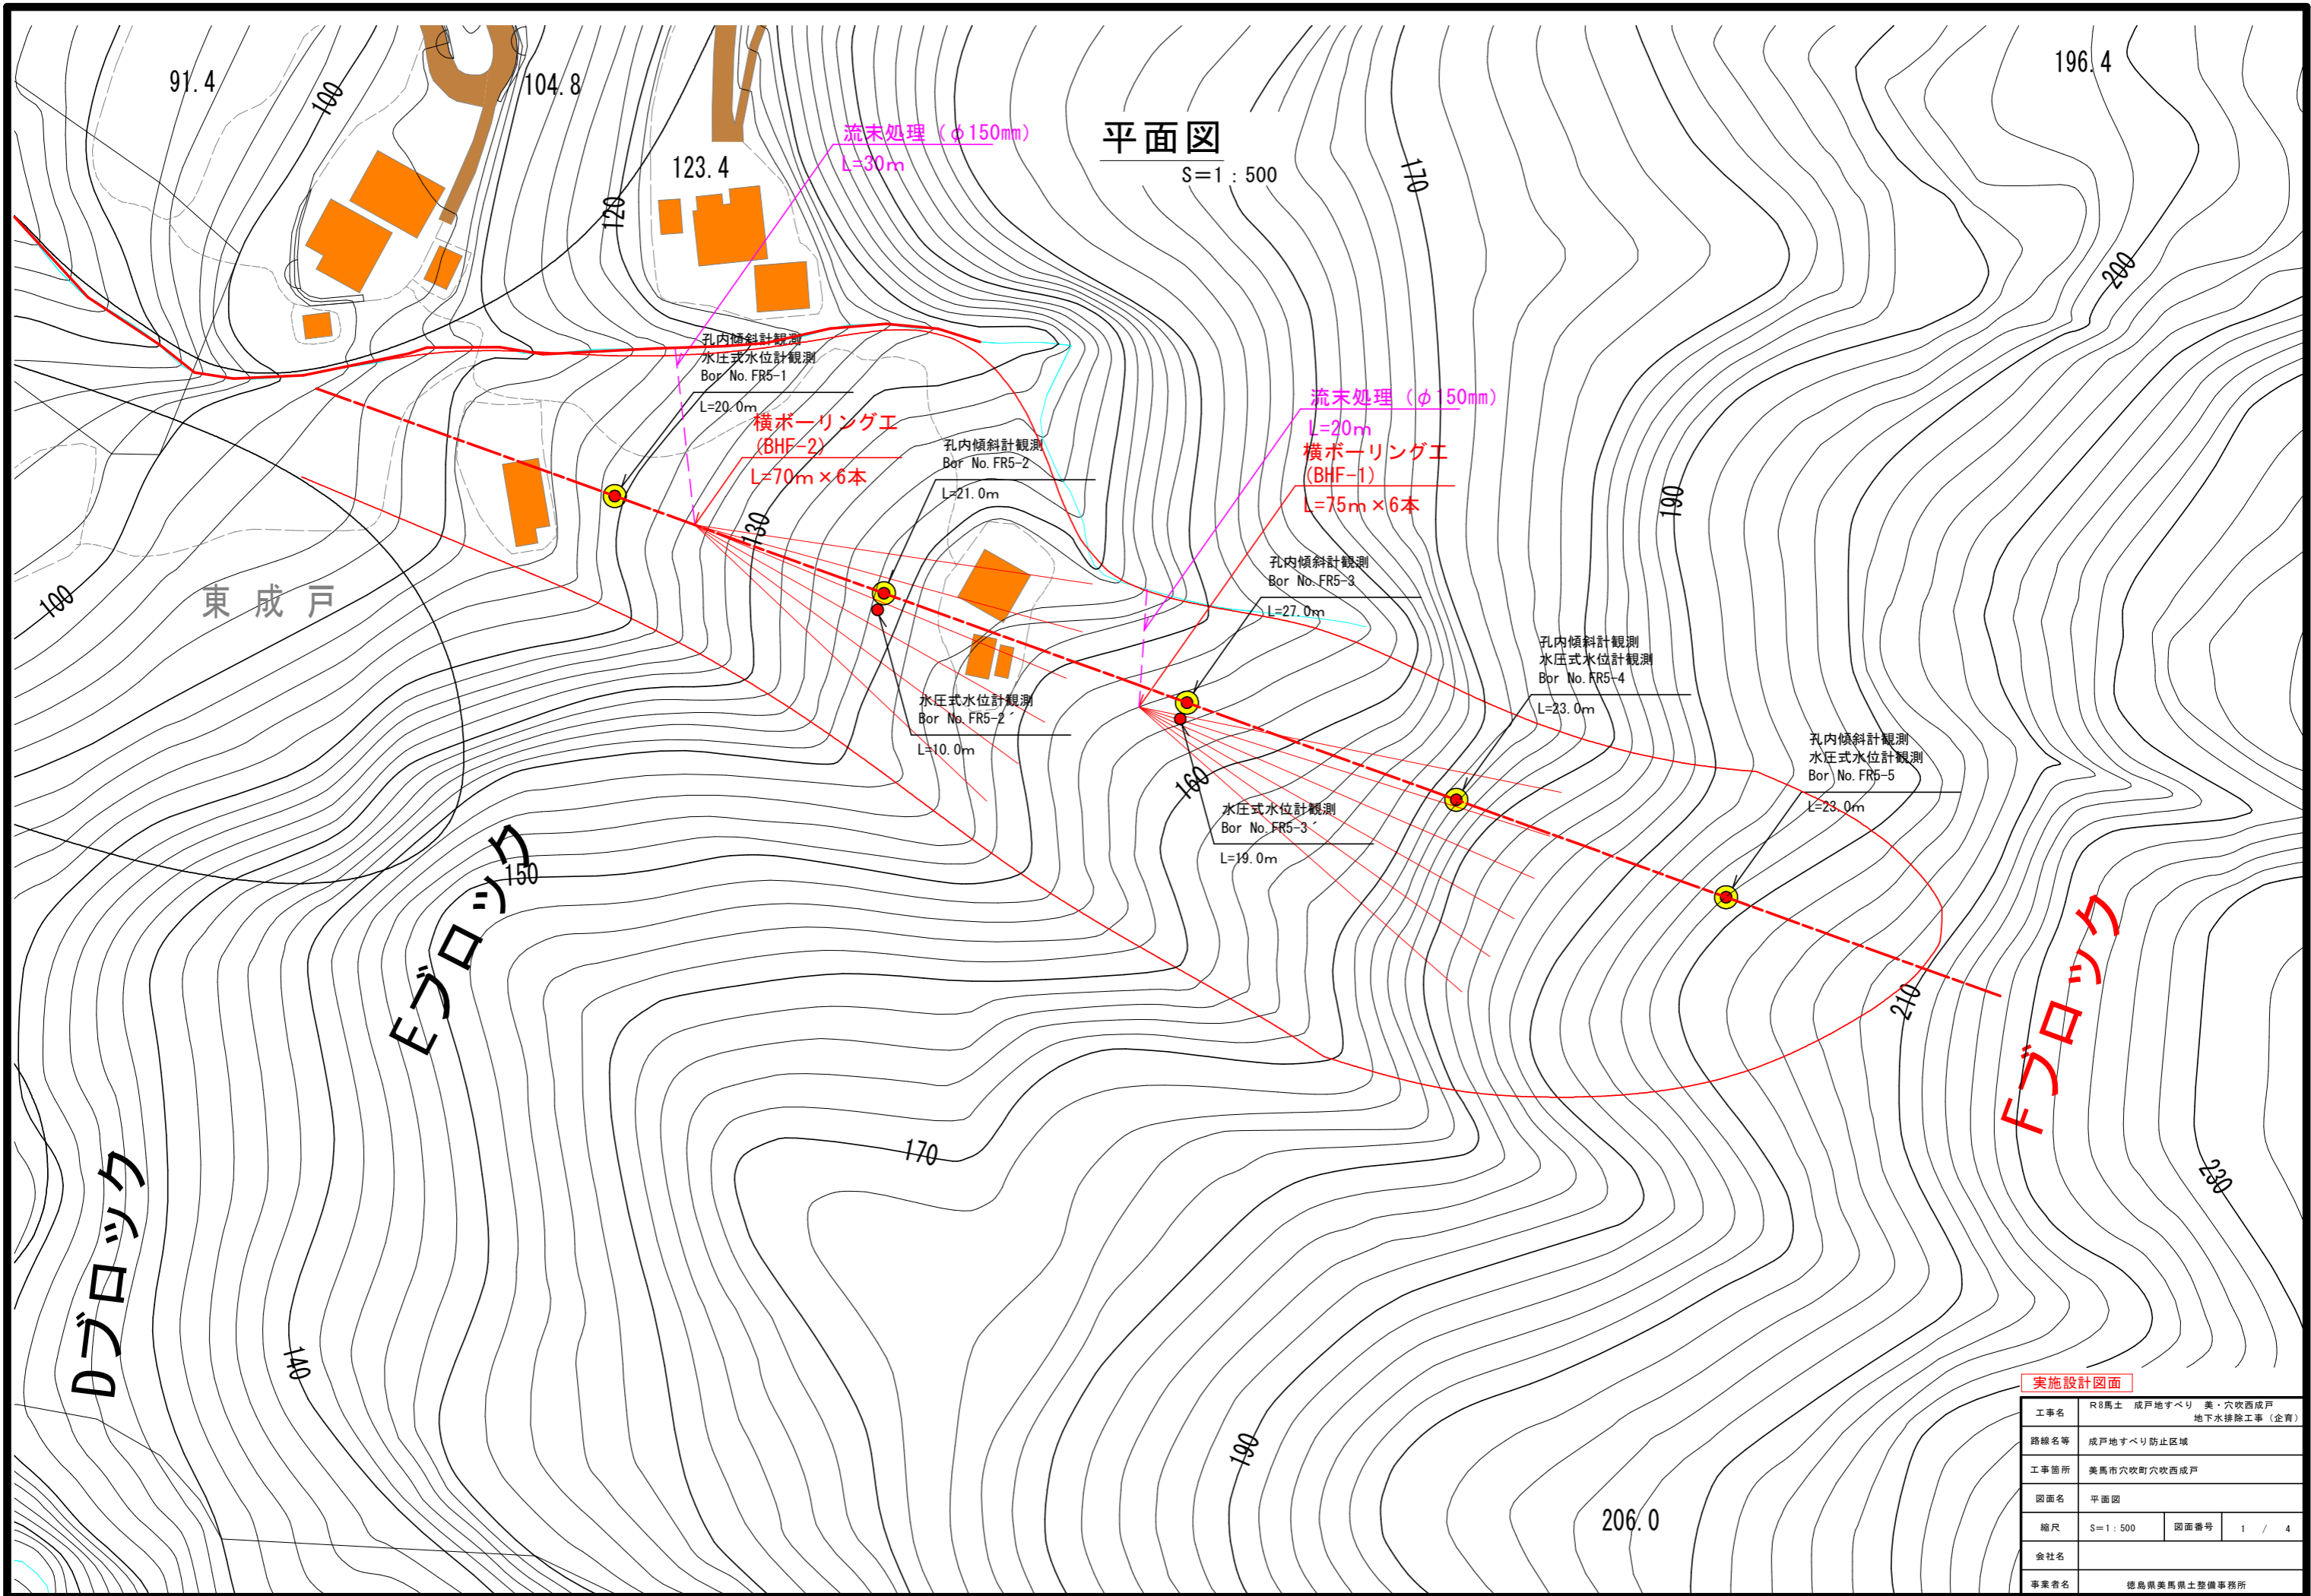 平面図
S=1:500
91.4
100
104.8
123.4
120
196.4
170
200
流末処理（φ150mm）
L=30m
孔内傾斜計観測
水圧式水位計観測
Bor No.FR5-1
L=20.0m
横ボーリング工
(BHF-2)
L=70m×6本
孔内傾斜計観測
Bor No.FR5-2
L=21.0m
流末処理（φ150mm）
L=20m
横ボーリング工
(BHF-1)
L=75m×6本
190
130
孔内傾斜計観測
Bor No.FR5-3
L=27.0m
100
東成戸
孔内傾斜計観測
水圧式水位計観測
Bor No.FR5-4
L=23.0m
水圧式水位計観測
Bor No.FR5-2´
L=10.0m
孔内傾斜計観測
水圧式水位計観測
Bor No.FR5-5
L=23.0m
160
水圧式水位計観測
Bor No.FR5-3´
L=19.0m
150
Eブロック
Fブロック
210
170
Dブロック
230
140
190
206.0
実施設計図面
工事名 R8馬土 成戸地すべり 美・穴吹西成戸
地下水排除工事（企育）
路線名等 成戸地すべり防止区域
工事箇所 美馬市穴吹町穴吹西成戸
図面名 平面図
縮尺 S=1:500 図面番号 1 / 4
会社名
事業者名 徳島県美馬県土整備事務所